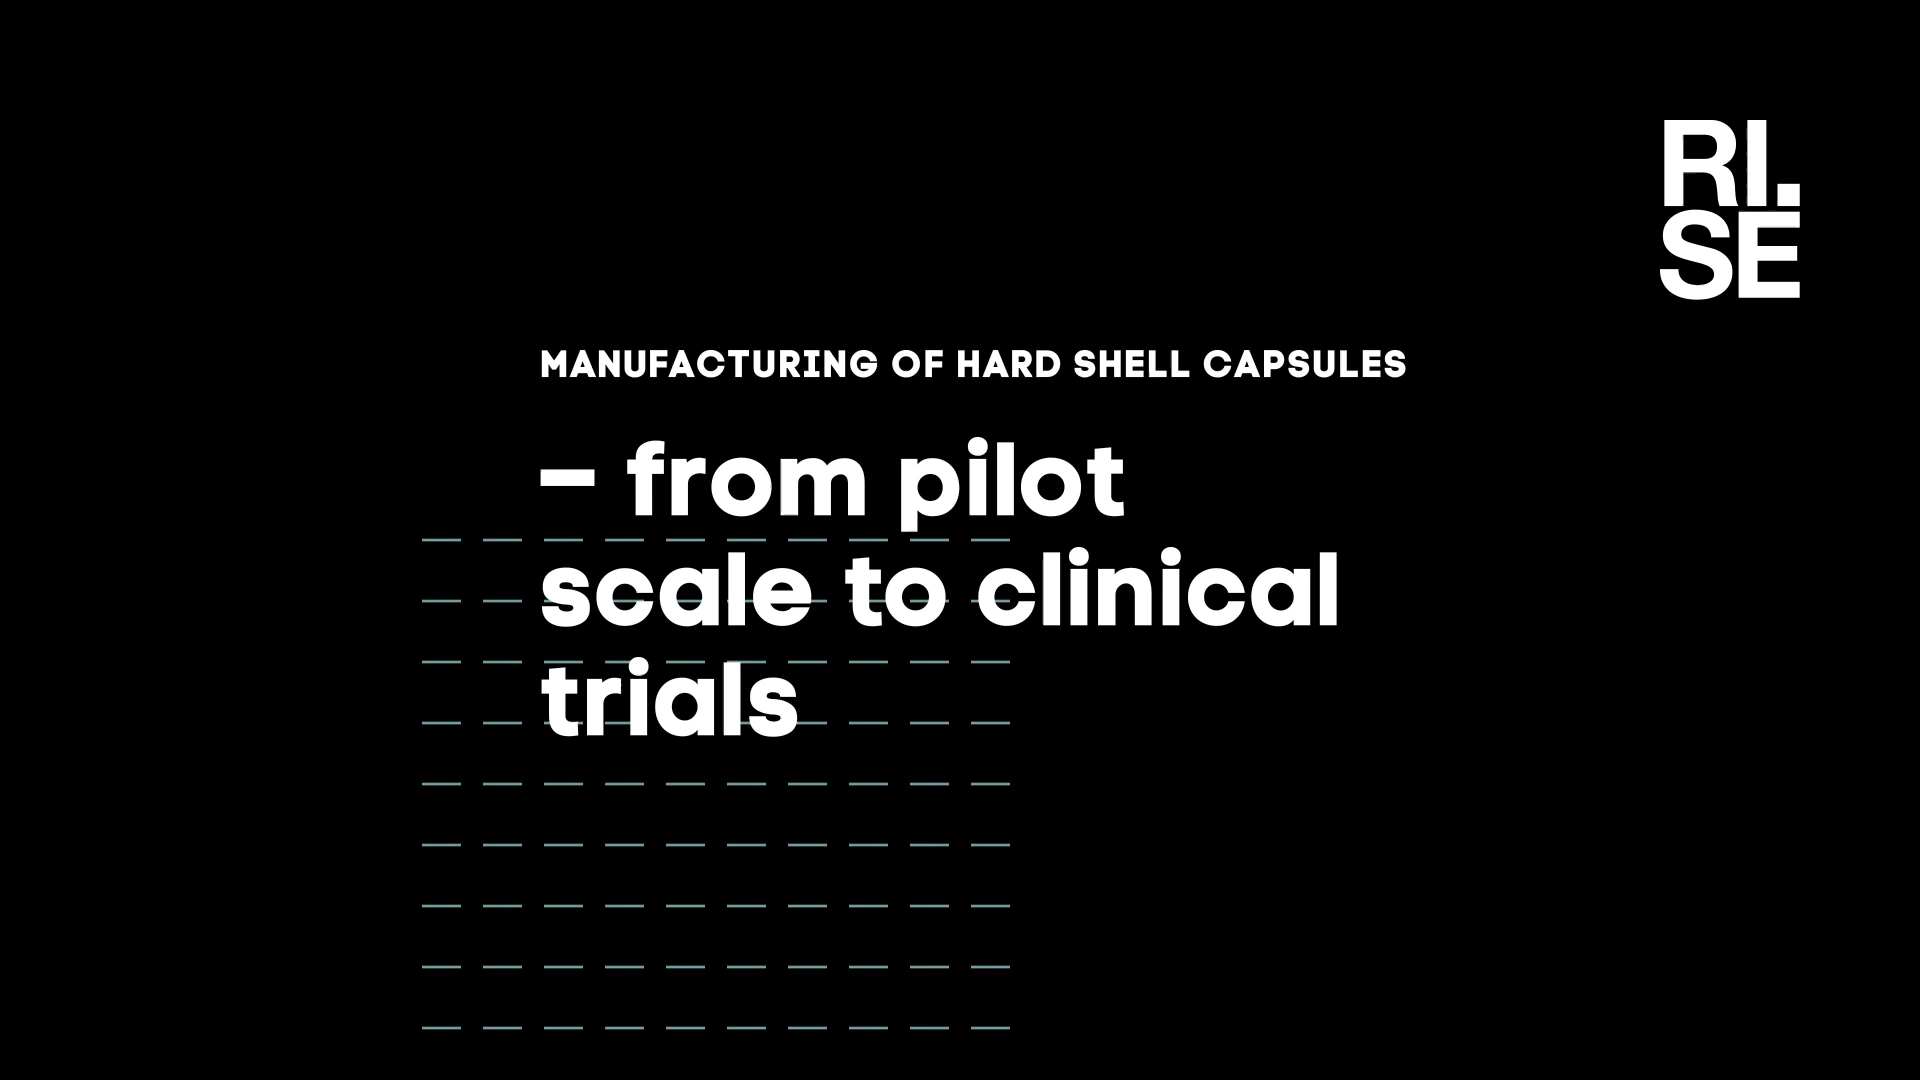 RI.
SE
MANUFACTURING OF HARD SHELL CAPSULES
– from pilot
scale to clinical
trials